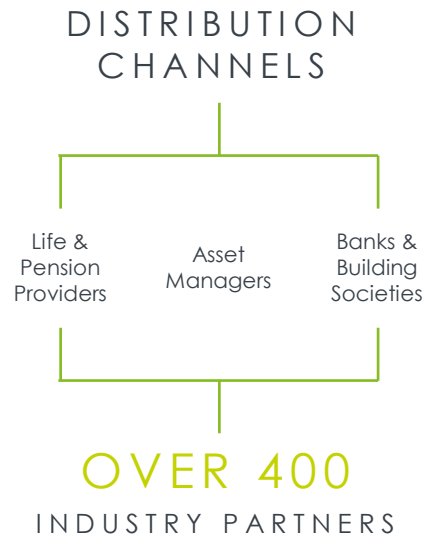 DISTRIBUTION
CHANNELS
Life &
Pension
Providers
Asset
Managers
Banks &
Building
Societies
OVER 400
INDUSTRY PARTNERS